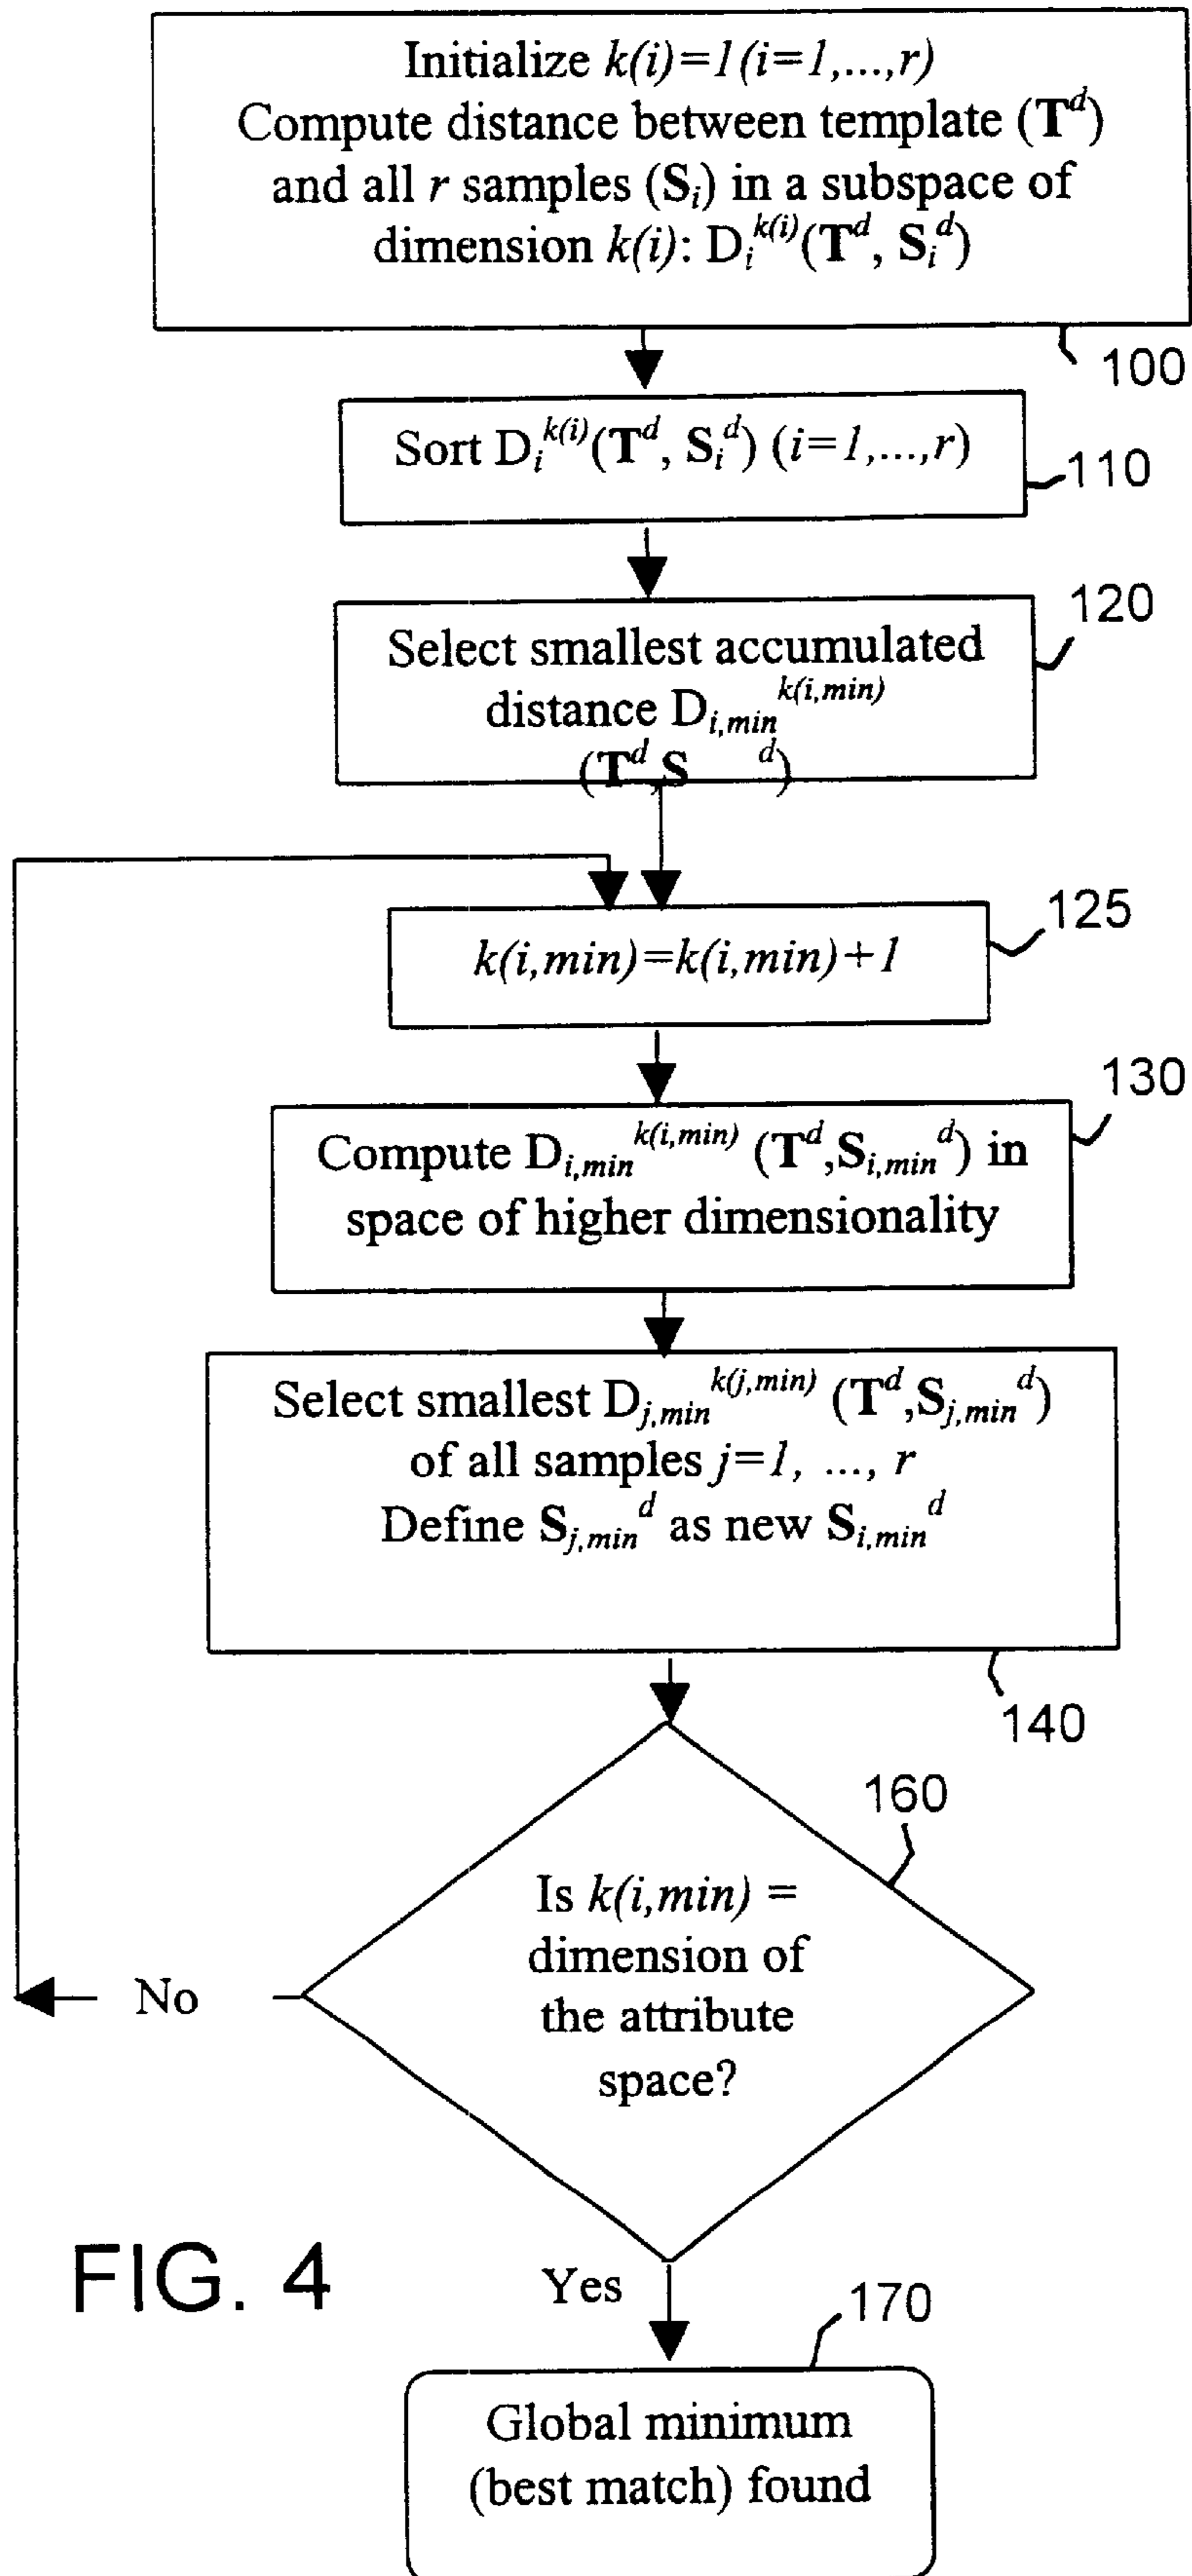 Initialize k(i)=1(i=1,...,r)
Compute distance between template (T^d)
and all r samples (S_i) in a subspace of
dimension k(i): D_i^k(i)(T^d, S_i^d)
100
Sort D_i^k(i)(T^d, S_i^d) (i=1,...,r)
110
120
Select smallest accumulated
distance D_i,min^k(i,min)
(T^d S ^d)
125
k(i,min)=k(i,min)+1
130
Compute D_i,min^k(i,min) (T^d,S_i,min^d) in
space of higher dimensionality
Select smallest D_j,min^k(j,min) (T^d,S_j,min^d)
of all samples j=1, ..., r
Define S_j,min^d as new S_i,min^d
140
160
Is k(i,min) =
dimension of
the attribute
space?
No
FIG. 4
Yes
170
Global minimum
(best match) found